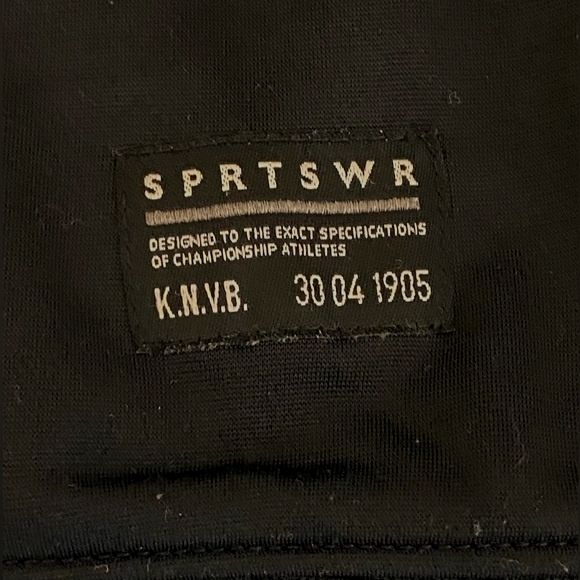 SPRTSWR
DESIGNED TO THE EXACT SPECIFICATIONS
OF CHAMPIONSHIP ATHLETES
K.N.V.B. 30 04 1905